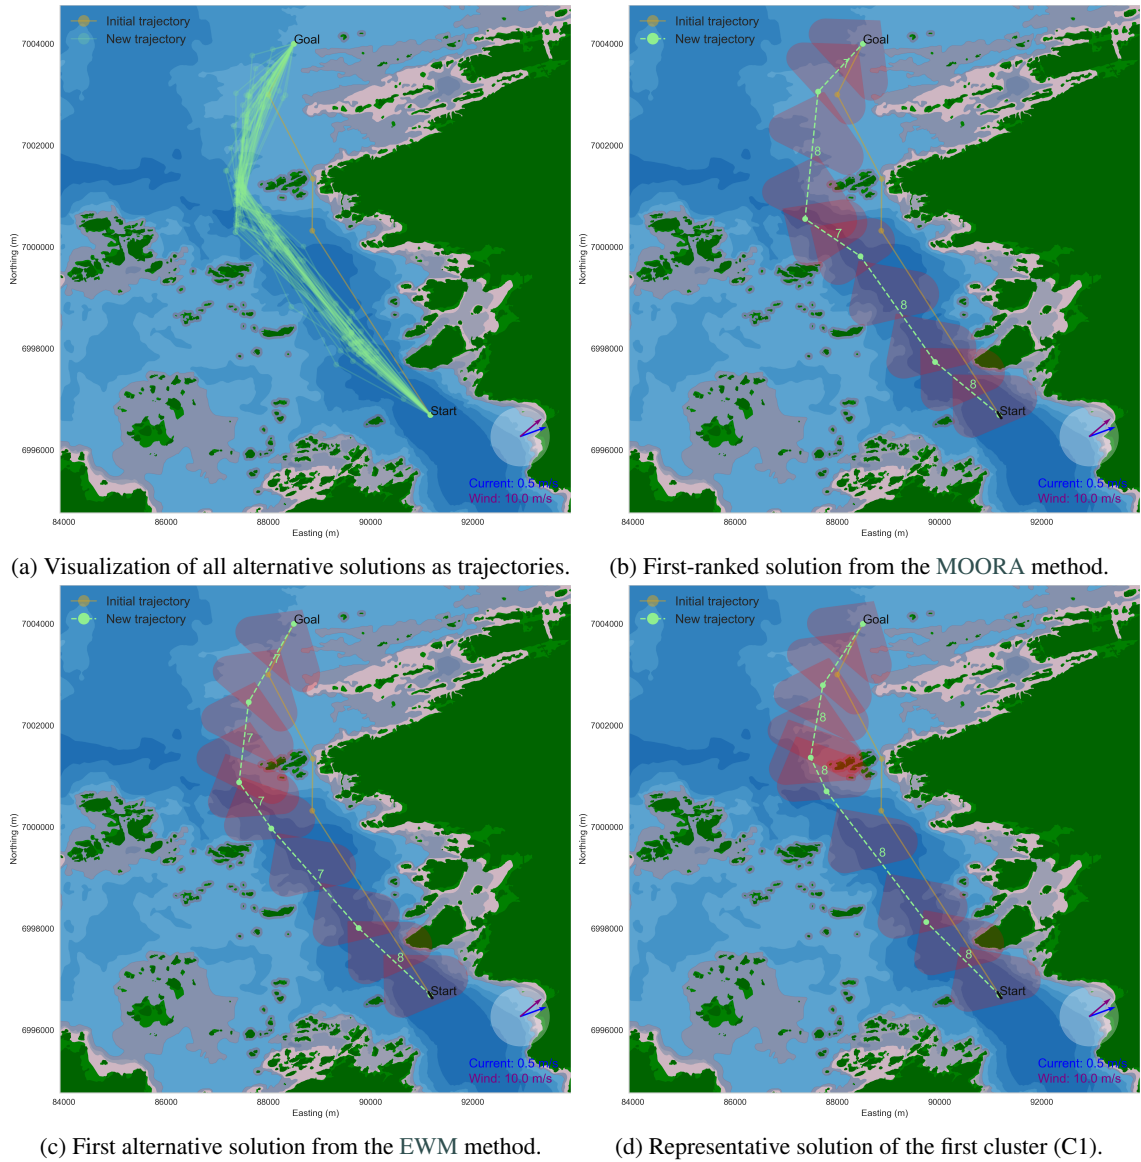 Initial trajectory
New trajectory
Goal
Start
Current: 0.5 m/s
Wind: 10.0 m/s
7004000
7002000
7000000
6998000
6996000
Northing (m)
84000 86000 88000 90000 92000
Easting (m)
(a) Visualization of all alternative solutions as trajectories.
Initial trajectory
New trajectory
Goal
7
8
7
8
8
Start
Current: 0.5 m/s
Wind: 10.0 m/s
7004000
7002000
7000000
6998000
6996000
Northing (m)
84000 86000 88000 90000 92000
Easting (m)
(b) First-ranked solution from the MOORA method.
Initial trajectory
New trajectory
Goal
7
7
7
7
8
Start
Current: 0.5 m/s
Wind: 10.0 m/s
7004000
7002000
7000000
6998000
6996000
Northing (m)
84000 86000 88000 90000 92000
Easting (m)
(c) First alternative solution from the EWM method.
Initial trajectory
New trajectory
Goal
7
8
8
8
8
Start
Current: 0.5 m/s
Wind: 10.0 m/s
7004000
7002000
7000000
6998000
6996000
Northing (m)
84000 86000 88000 90000 92000
Easting (m)
(d) Representative solution of the first cluster (C1).